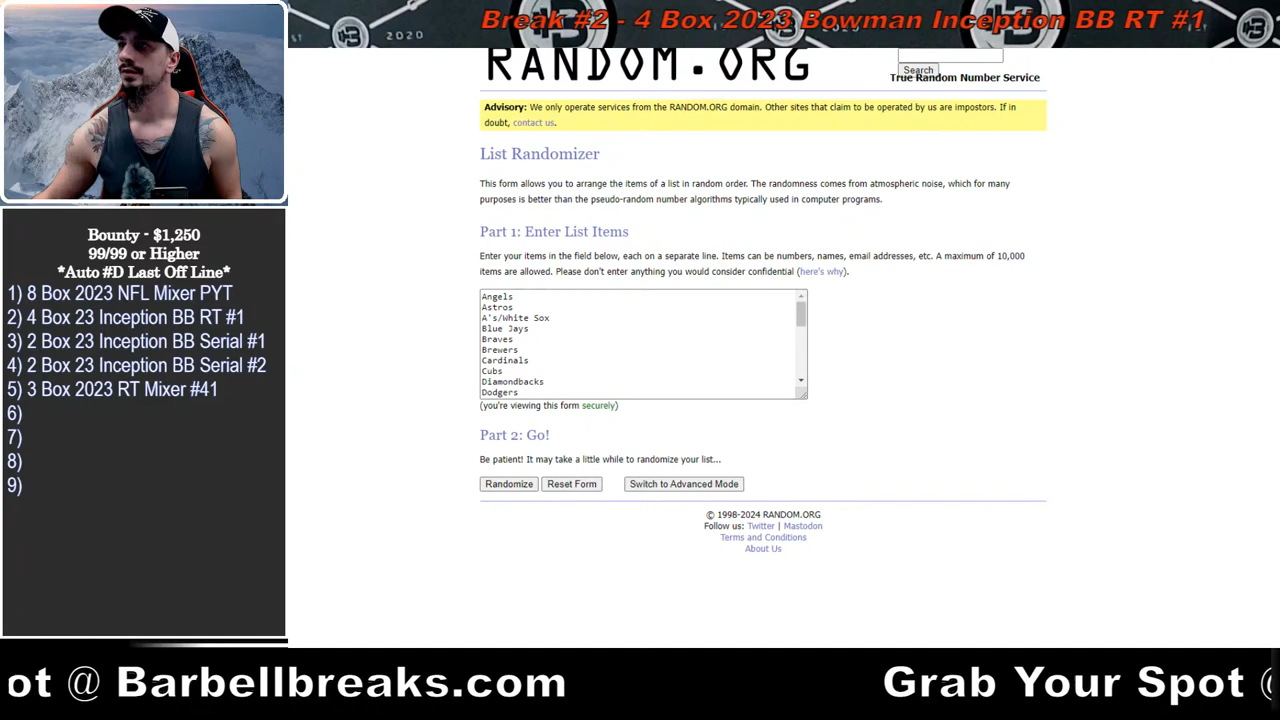 Break #2 - 4 Box 2023 Bowman Inception BB RT #1
2020
RANDOM.ORG
Search
True Random Number Service
Advisory: We only operate services from the RANDOM.ORG domain. Other sites that claim to be operated by us are impostors. If in
doubt, contact us.
List Randomizer
This form allows you to arrange the items of a list in random order. The randomness comes from atmospheric noise, which for many
purposes is better than the pseudo-random number algorithms typically used in computer programs.
Part 1: Enter List Items
Enter your items in the field below, each on a separate line. Items can be numbers, names, email addresses, etc. A maximum of 10,000
items are allowed. Please don't enter anything you would consider confidential (here's why).
Angels
Astros
A's/White Sox
Blue Jays
Braves
Brewers
Cardinals
Cubs
Diamondbacks
Dodgers
(you're viewing this form securely)
Part 2: Go!
Be patient! It may take a little while to randomize your list...
Randomize Reset Form Switch to Advanced Mode
© 1998-2024 RANDOM.ORG
Follow us: Twitter | Mastodon
Terms and Conditions
About Us
Bounty - $1,250
99/99 or Higher
*Auto #D Last Off Line*
1) 8 Box 2023 NFL Mixer PYT
2) 4 Box 23 Inception BB RT #1
3) 2 Box 23 Inception BB Serial #1
4) 2 Box 23 Inception BB Serial #2
5) 3 Box 2023 RT Mixer #41
6)
7)
8)
9)
ot @ Barbellbreaks.com Grab Your Spot @